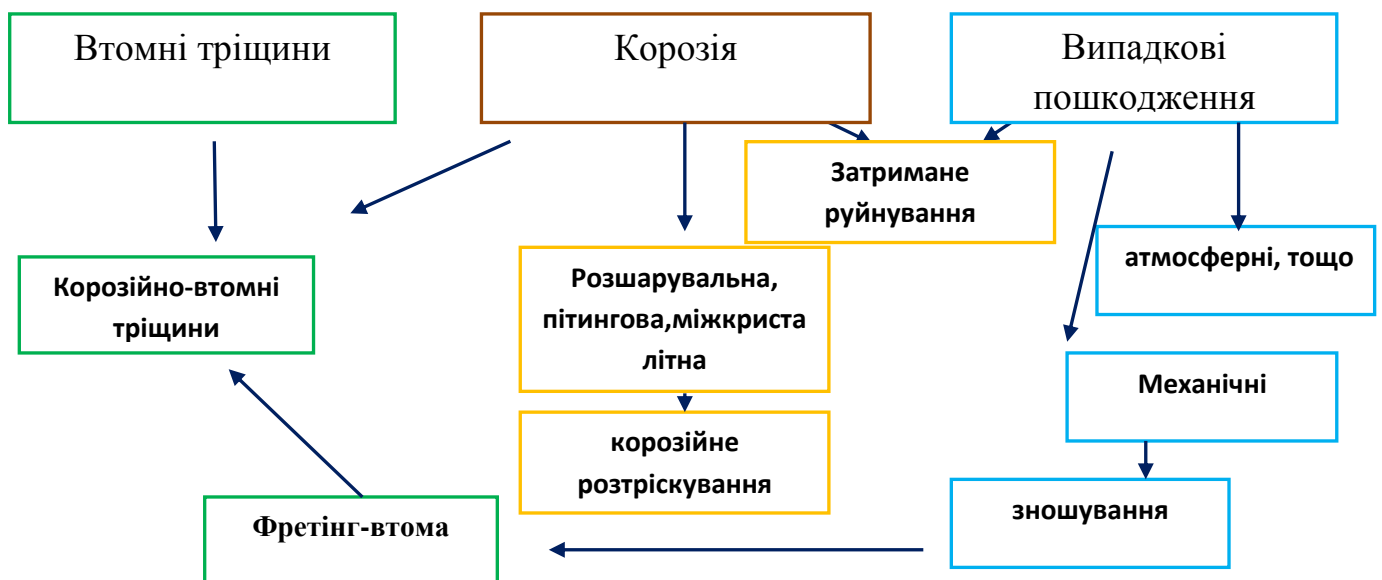 Втомні тріщини
Корозія
Випадкові
пошкодження
Затримане
руйнування
атмосферні, тощо
Корозійно-втомні
тріщини
Розшарувальна,
пітингова,міжкриста
літна
Механічні
корозійне
розтріскування
зношування
Фретінг-втома